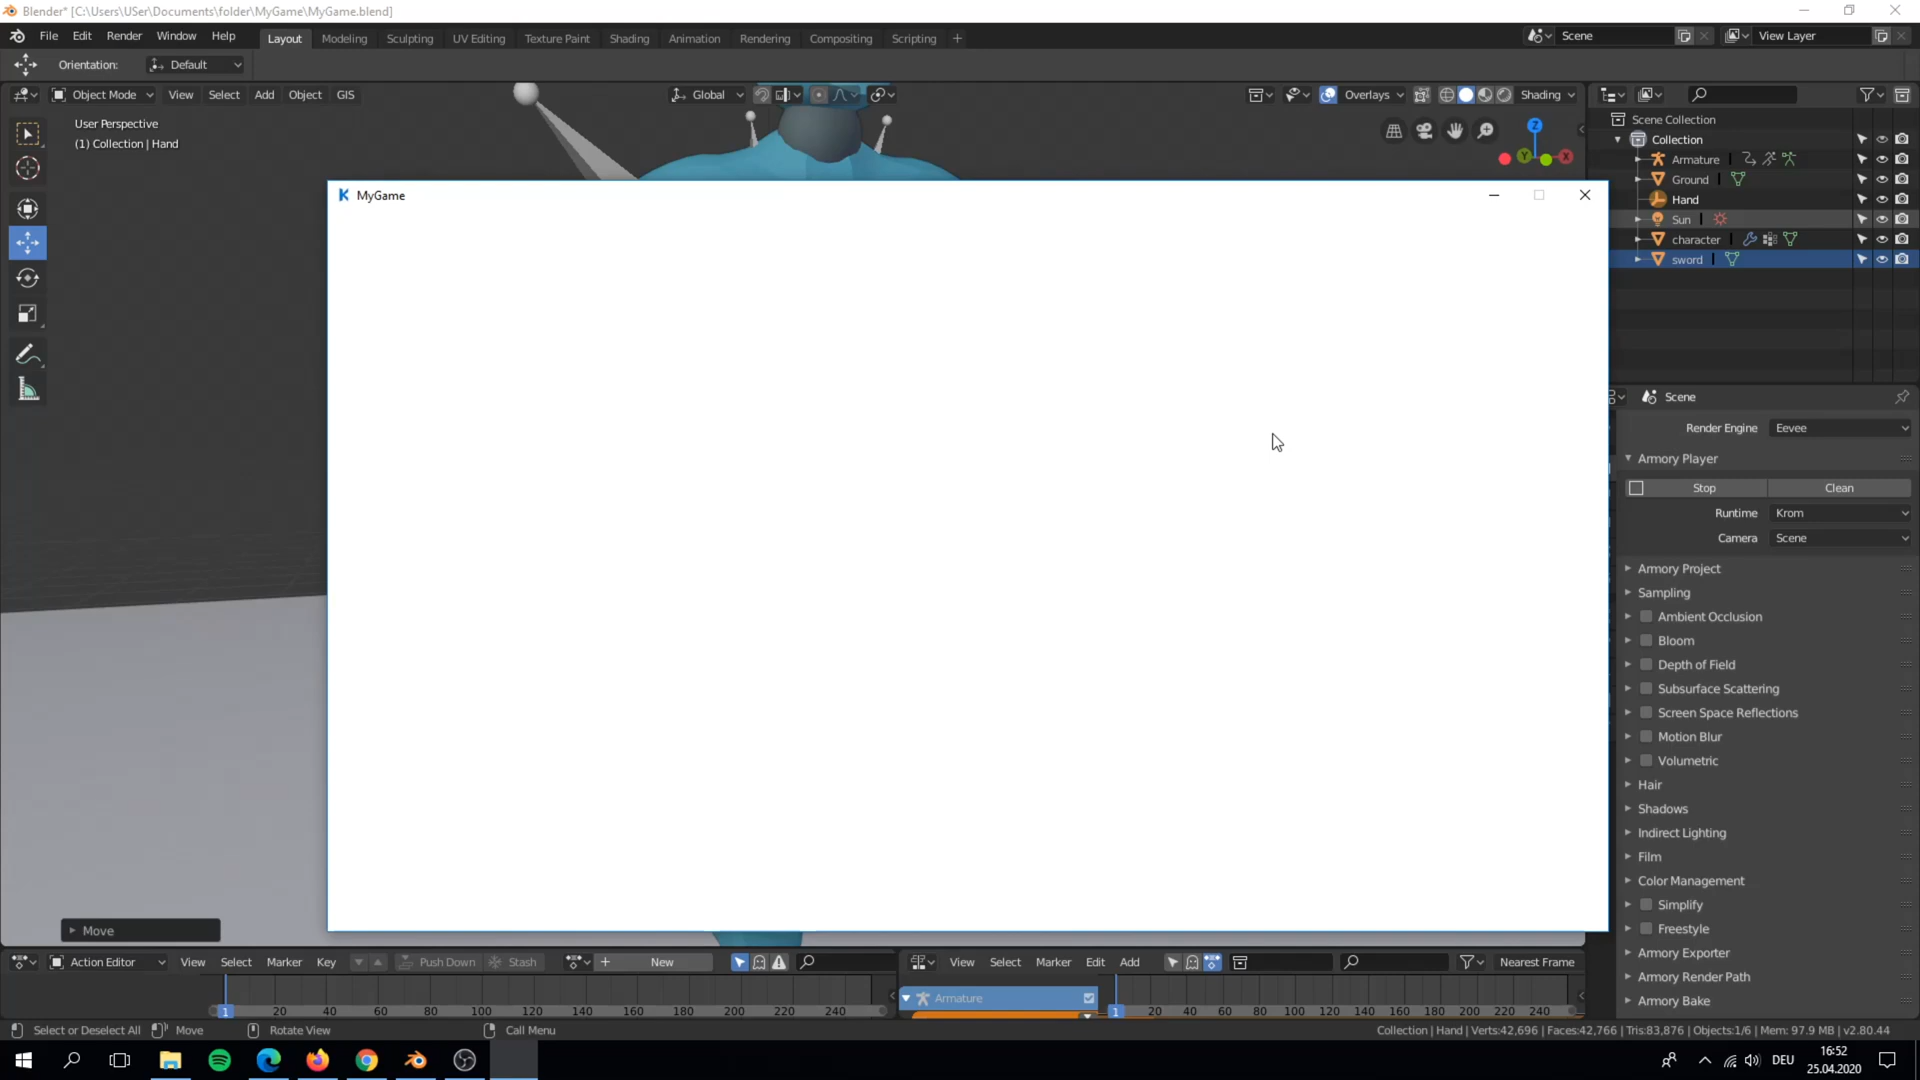 Blender* [C:\Users\USer\Documents\folder\MyGame\MyGame.blend]
File Edit Render Window Help Layout Modeling Sculpting UV Editing Texture Paint Shading Animation Rendering Compositing Scripting + Scene View Layer
Orientation: Default
Object Mode View Select Add Object GIS Global Overlays Shading
User Perspective
(1) Collection | Hand
Z
Y
X
Scene Collection
Collection
Armature
Ground
Hand
Sun
character
sword
MyGame
Scene
Render Engine Eevee
Armory Player
Stop Clean
Runtime Krom
Camera Scene
Armory Project
Sampling
Ambient Occlusion
Bloom
Depth of Field
Subsurface Scattering
Screen Space Reflections
Motion Blur
Volumetric
Hair
Shadows
Indirect Lighting
Film
Color Management
Simplify
Freestyle
Armory Exporter
Armory Render Path
Armory Bake
Move
Action Editor View Select Marker Key Push Down Stash + New
View Select Marker Edit Add Nearest Frame
Armature
1 20 40 60 80 100 120 140 160 180 200 220 240
1 20 40 60 80 100 120 140 160 180 200 220 240
Select or Deselect All Move Rotate View Call Menu
Collection | Hand | Verts:42,696 | Faces:42,766 | Tris:83,876 | Objects:1/6 | Mem: 97.9 MB | v2.80.44
DEU
16:52
25.04.2020